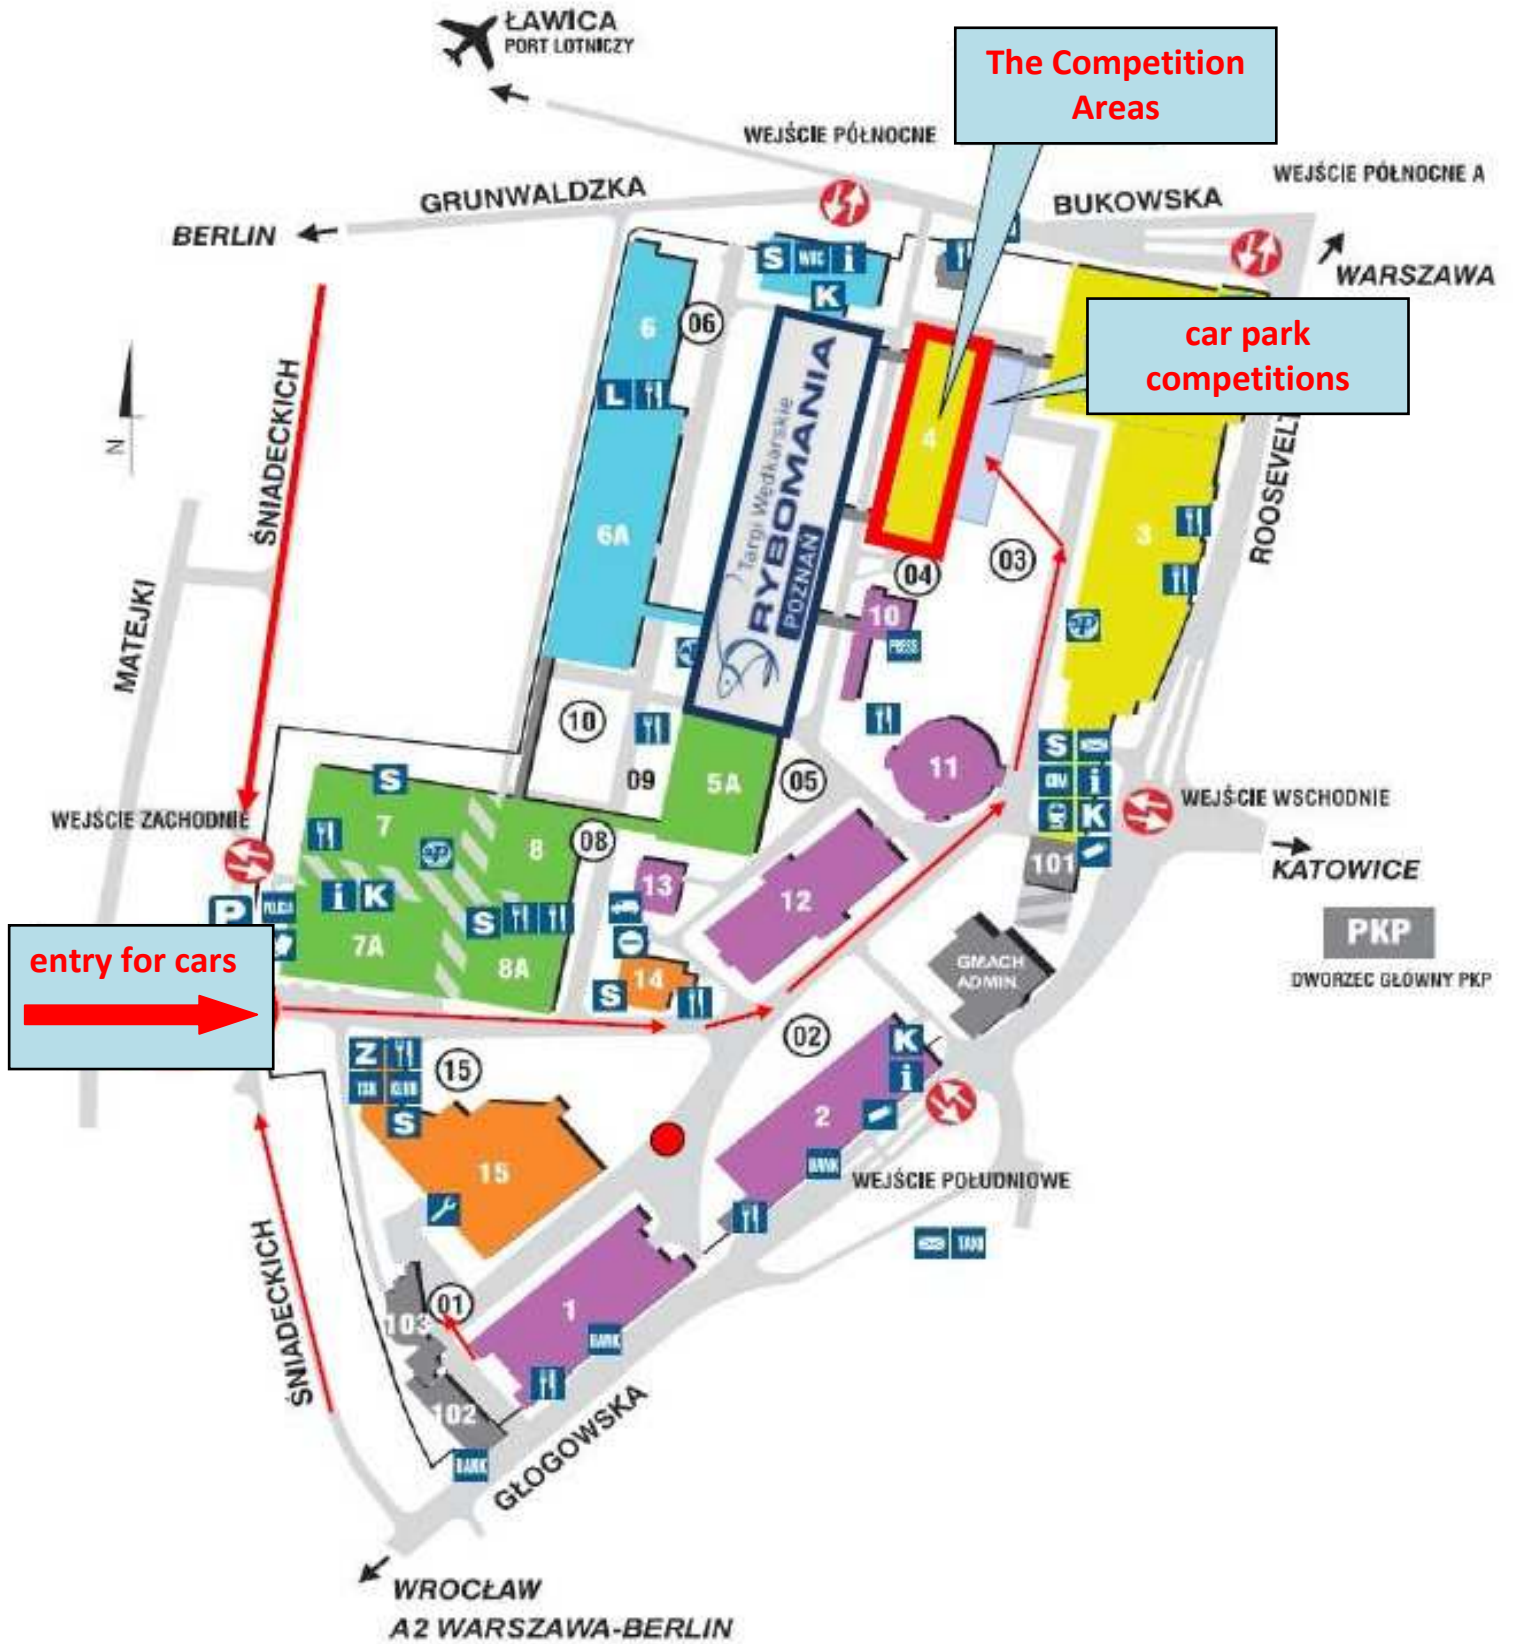 ŁAWICA
PORT LOTNICZY
The Competition
Areas
WEJŚCIE PÓŁNOCNE
WEJŚCIE PÓŁNOCNE A
GRUNWALDZKA
BUKOWSKA
BERLIN
WARSZAWA
S
i
K
6
06
car park
competitions
L
N
ŚNIADECKICH
MATEJKI
ROOSEVELT
Targi Wędkarskie
RYBOMANIA
POZNAŃ
4
3
6A
03
04
10
PRESS
10
09
5A
05
11
S
i
K
101
WEJŚCIE WSCHODNIE
KATOWICE
PKP
DWORZEC GŁÓWNY PKP
WEJŚCIE ZACHODNIE
S
7
8
08
13
12
P
POLICJA
i
K
S
7A
8A
entry for cars
14
S
GMACH
ADMIN
02
K
i
2
BANK
WEJŚCIE POŁUDNIOWE
TAXI
Z
KLUB
S
15
15
1
BANK
01
103
102
BANK
ŚNIADECKICH
GŁOGOWSKA
WROCŁAW
A2 WARSZAWA-BERLIN